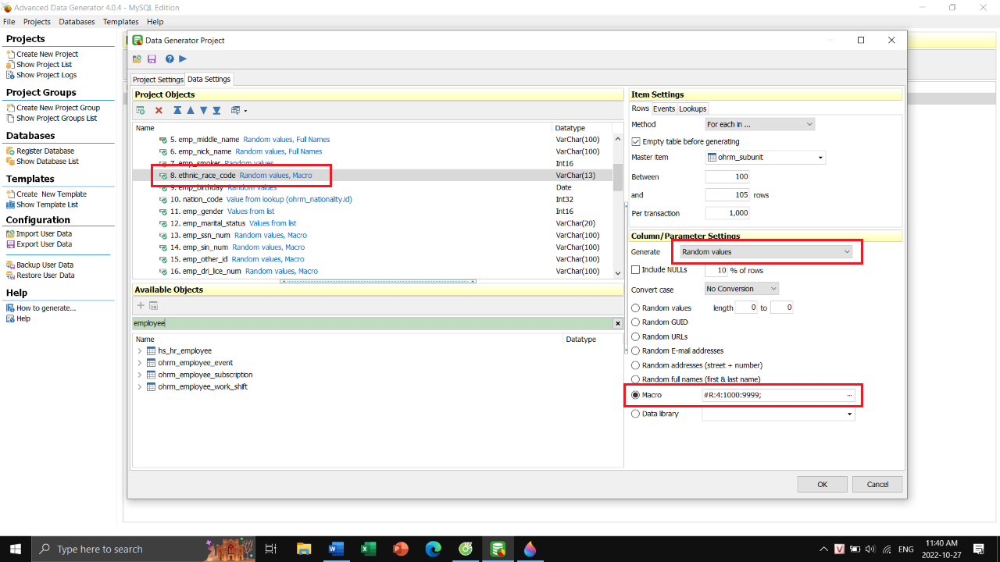 Advanced Data Generator 4.0.4 - MySQL Edition
File Projects Databases Templates Help
Projects
Create New Project
Show Project List
Show Project Logs
Project Groups
Create New Project Group
Show Project Groups List
Databases
Register Database
Show Database List
Templates
Create New Template
Show Template List
Configuration
Import User Data
Export User Data
Backup User Data
Restore User Data
Help
How to generate...
Help
Data Generator Project
Project Settings Data Settings
Project Objects
Name Datatype
5. emp_middle_name Random values, Full Names VarChar(100)
6. emp_nick_name Random values, Full Names VarChar(100)
7. emp_smoker Random values Int16
8. ethnic_race_code Random values, Macro VarChar(13)
9. emp_birthday Random values Date
10. nation_code Value from lookup (ohrm_nationality.id) Int32
11. emp_gender Values from list Int16
12. emp_marital_status Values from list VarChar(20)
13. emp_ssn_num Random values, Macro VarChar(100)
14. emp_sin_num Random values, Macro VarChar(100)
15. emp_other_id Random values, Macro VarChar(100)
16. emp_dri_lice_num Random values, Macro VarChar(100)
Available Objects
employee
Name Datatype
hs_hr_employee
ohrm_employee_event
ohrm_employee_subscription
ohrm_employee_work_shift
Item Settings
Rows Events Lookups
Method For each in ...
Empty table before generating
Master item ohrm_subunit
Between 100
and 105 rows
Per transaction 1,000
Column/Parameter Settings
Generate Random values
Include NULLs 10 % of rows
Convert case No Conversion
Random values length 0 to 0
Random GUID
Random URLs
Random E-mail addresses
Random addresses (street + number)
Random full names (first & last name)
Macro #R:4:1000:9999; ...
Data library
OK Cancel
Type here to search
ENG
11:40 AM
2022-10-27